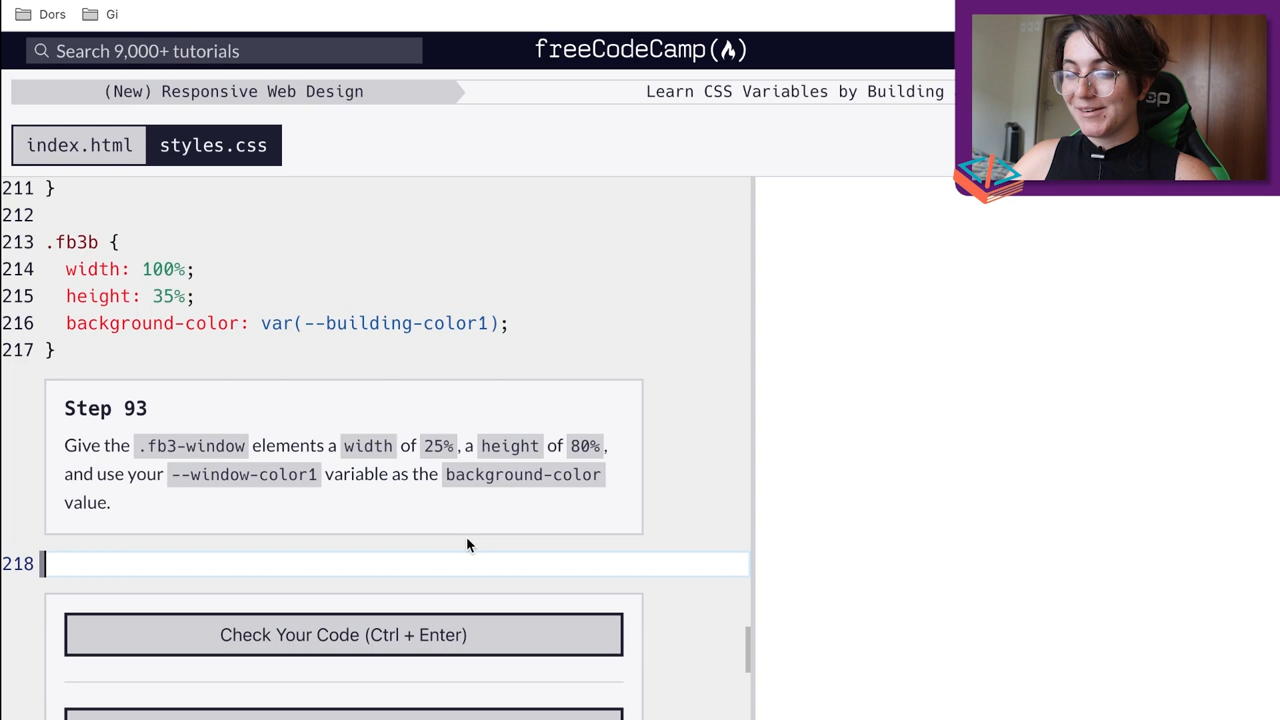 Dors Gi
Search 9,000+ tutorials
freeCodeCamp
(New) Responsive Web Design
Learn CSS Variables by Building
index.html styles.css
211 }
212
213 .fb3b {
214 width: 100%;
215 height: 35%;
216 background-color: var(--building-color1);
217 }
Step 93
Give the .fb3-window elements a width of 25%, a height of 80%,
and use your --window-color1 variable as the background-color
value.
218
Check Your Code (Ctrl + Enter)